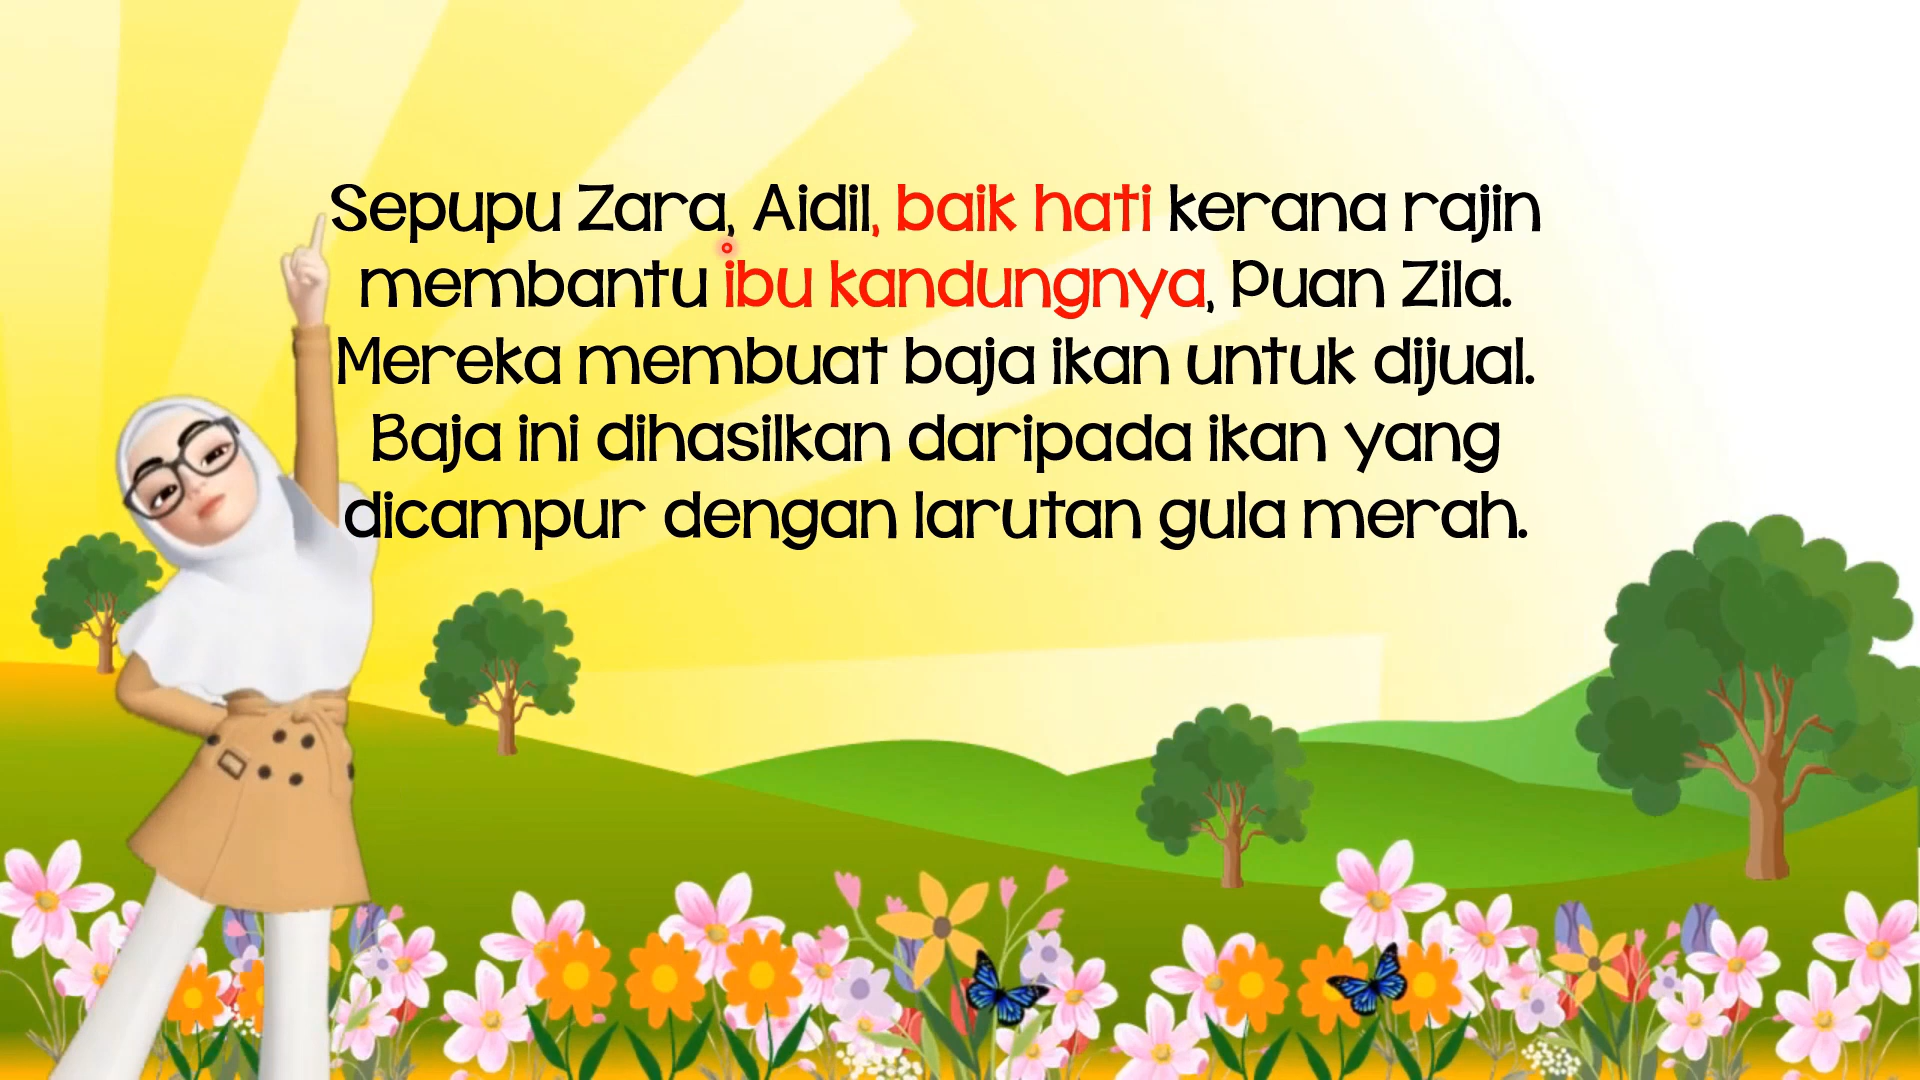 Sepupu Zara, Aidil, baik hati kerana rajin
membantu ibu kandungnya, Puan Zila.
Mereka membuat baja ikan untuk dijual.
Baja ini dihasilkan daripada ikan yang
dicampur dengan larutan gula merah.